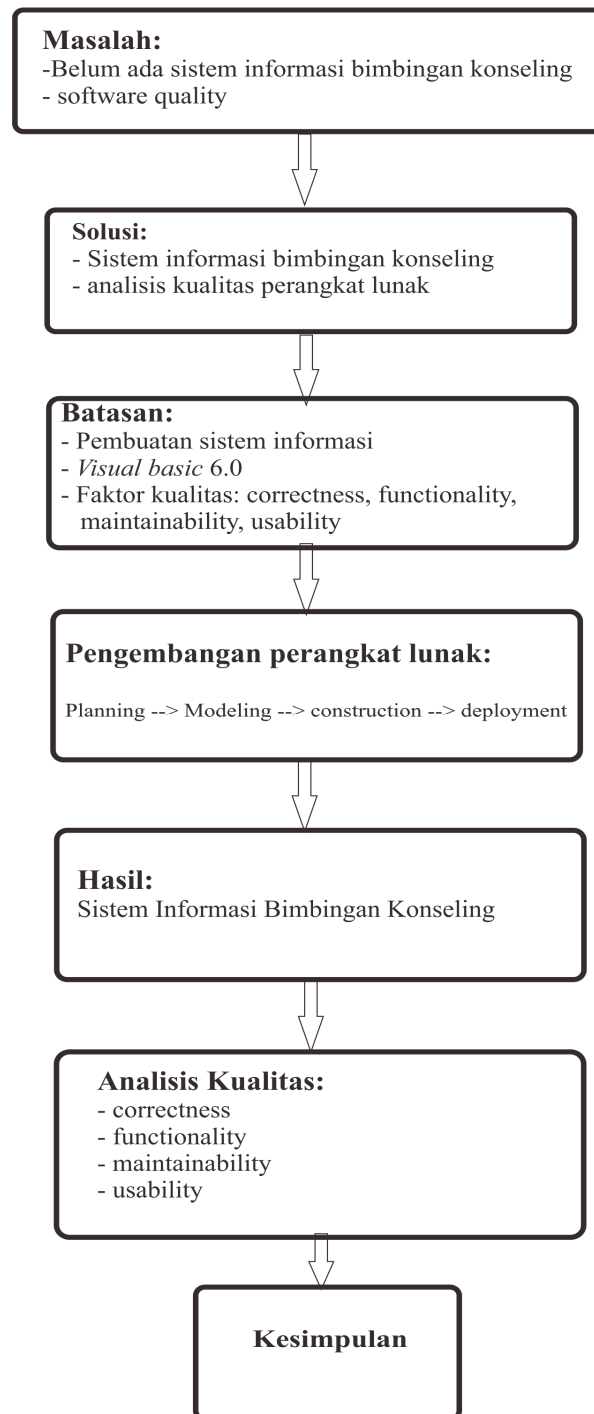 Masalah:
-Belum ada sistem informasi bimbingan konseling
- software quality
Solusi:
- Sistem informasi bimbingan konseling
- analisis kualitas perangkat lunak
Batasan:
- Pembuatan sistem informasi
- Visual basic 6.0
- Faktor kualitas: correctness, functionality,
maintainability, usability
Pengembangan perangkat lunak:
Planning --> Modeling --> construction --> deployment
Hasil:
Sistem Informasi Bimbingan Konseling
Analisis Kualitas:
- correctness
- functionality
- maintainability
- usability
Kesimpulan